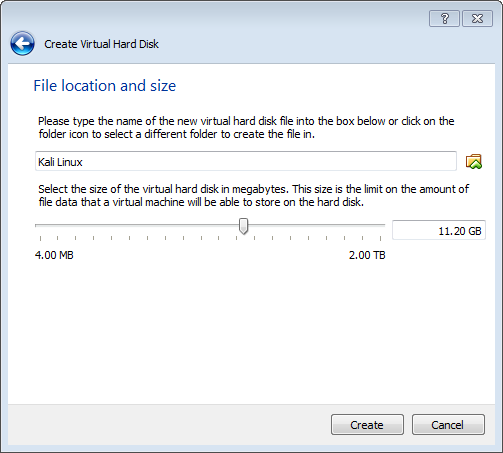 ?
Create Virtual Hard Disk
File location and size
Please type the name of the new virtual hard disk file into the box below or click on the
folder icon to select a different folder to create the file in.
Kali Linux
Select the size of the virtual hard disk in megabytes. This size is the limit on the amount of
file data that a virtual machine will be able to store on the hard disk.
11.20 GB
4.00 MB 2.00 TB
Create Cancel